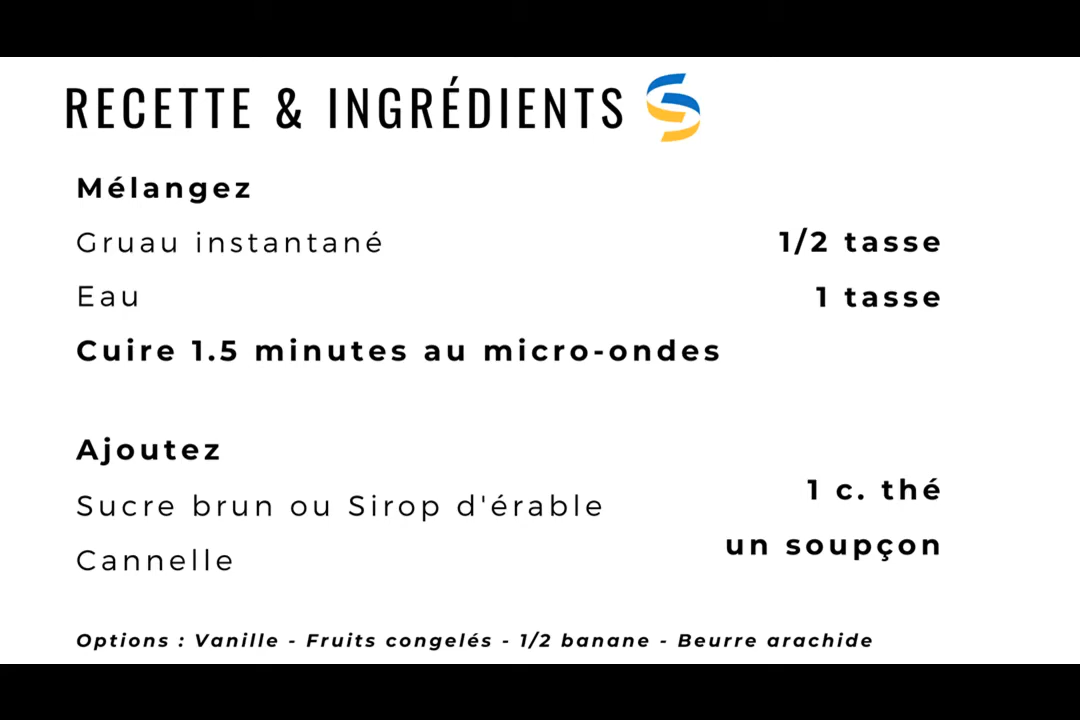 RECETTE & INGRÉDIENTS
Mélangez
Gruau instantané 1/2 tasse
Eau 1 tasse
Cuire 1.5 minutes au micro-ondes
Ajoutez
Sucre brun ou Sirop d'érable 1 c. thé
Cannelle un soupçon
Options : Vanille - Fruits congelés - 1/2 banane - Beurre arachide